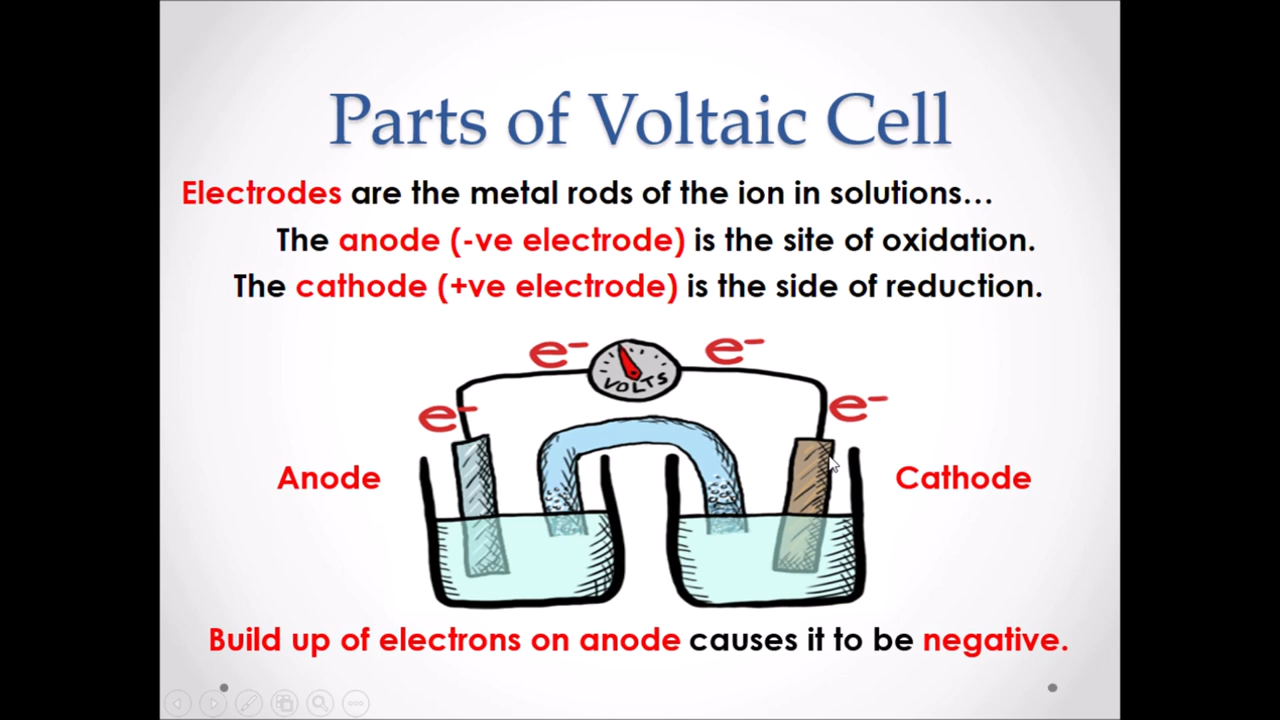 Parts of Voltaic Cell
Electrodes are the metal rods of the ion in solutions…
The anode (-ve electrode) is the site of oxidation.
The cathode (+ve electrode) is the side of reduction.
e⁻ e⁻
VOLTS
e⁻ e⁻
Anode Cathode
Build up of electrons on anode causes it to be negative.